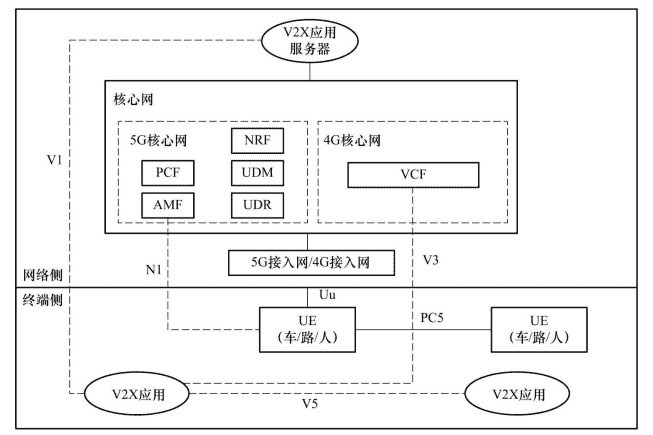 V2X应用
服务器
核心网
5G核心网
NRF
4G核心网
V1
PCF
UDM
VCF
AMF
UDR
5G接入网/4G接入网
V3
N1
网络侧
终端侧
Uu
UE
(车/路/人)
PC5
UE
(车/路/人)
V2X应用
V5
V2X应用